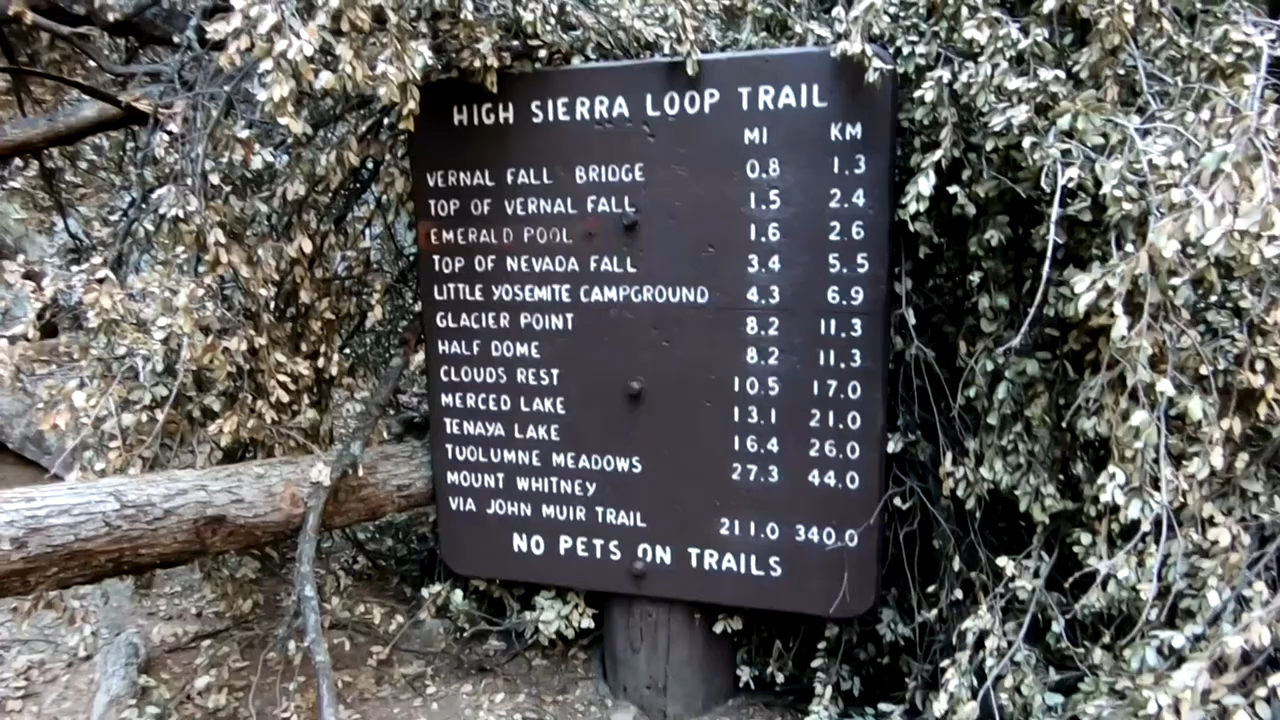 HIGH SIERRA LOOP TRAIL
MI KM
VERNAL FALL BRIDGE 0.8 1.3
TOP OF VERNAL FALL 1.5 2.4
EMERALD POOL 1.6 2.6
TOP OF NEVADA FALL 3.4 5.5
LITTLE YOSEMITE CAMPGROUND 4.3 6.9
GLACIER POINT 8.2 11.3
HALF DOME 8.2 11.3
CLOUDS REST 10.5 17.0
MERCED LAKE 13.1 21.0
TENAYA LAKE 16.4 26.0
TUOLUMNE MEADOWS 27.3 44.0
MOUNT WHITNEY
VIA JOHN MUIR TRAIL 211.0 340.0
NO PETS ON TRAILS